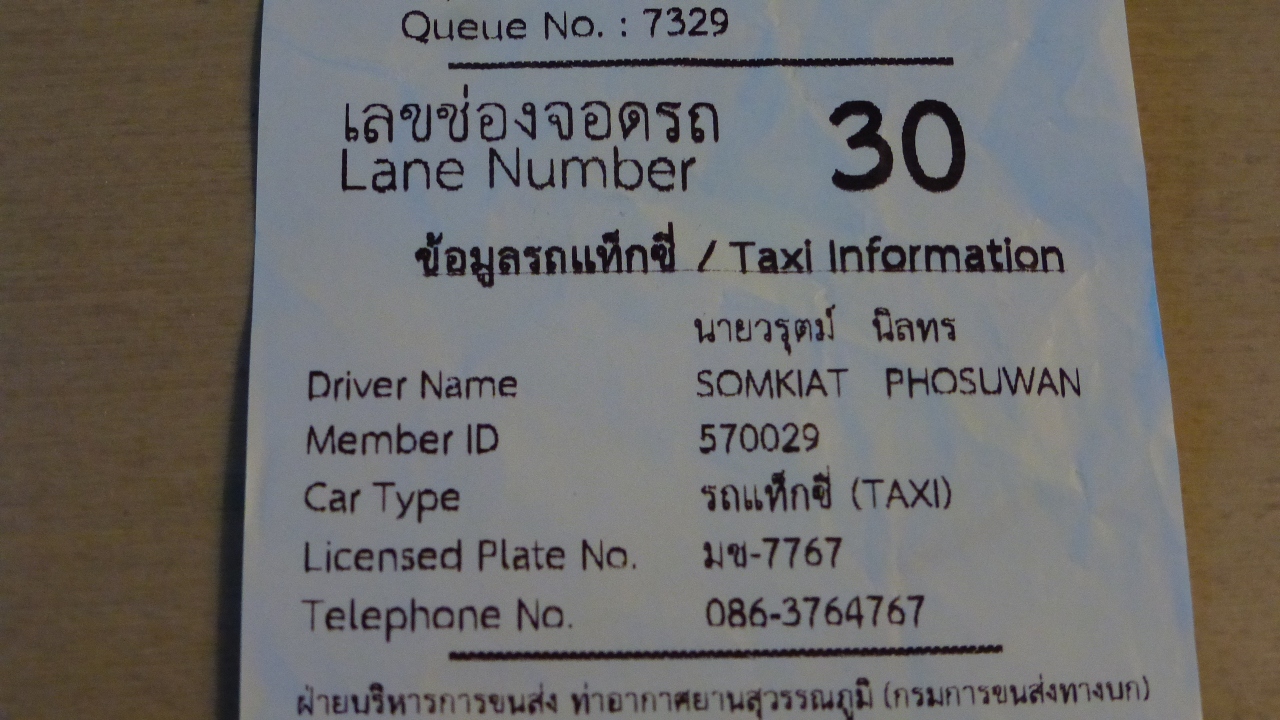 Queue No. : 7329
เลขช่องจอดรถ
Lane Number
30
ข้อมูลรถแท็กซี่ / Taxi Information
นายวรุตม์ นิลทร
Driver Name SOMKIAT PHOSUWAN
Member ID 570029
Car Type รถแท็กซี่ (TAXI)
Licensed Plate No. มข-7767
Telephone No. 086-3764767
ฝ่ายบริหารการขนส่ง ท่าอากาศยานสุวรรณภูมิ (กรมการขนส่งทางบก)